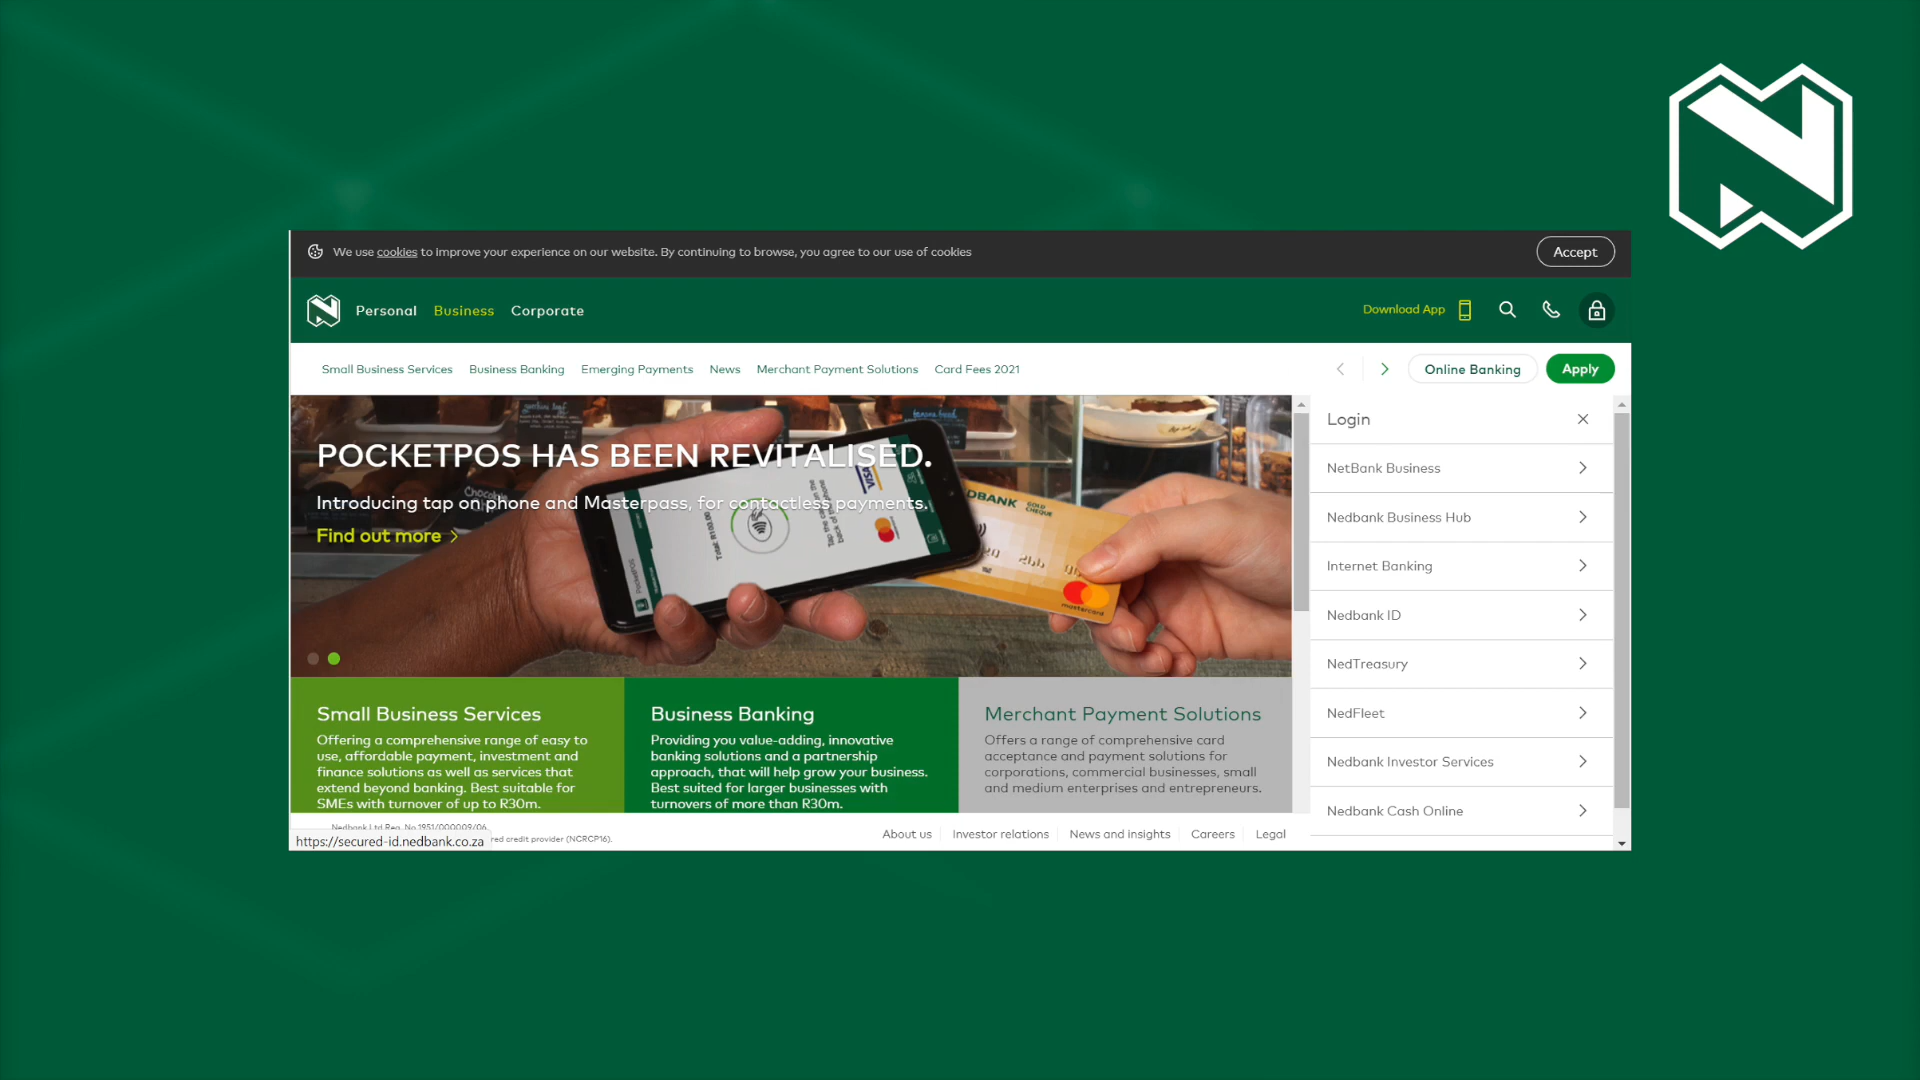 We use cookies to improve your experience on our website. By continuing to browse, you agree to our use of cookies
Accept
Personal
Business
Corporate
Download App
Small Business Services
Business Banking
Emerging Payments
News
Merchant Payment Solutions
Card Fees 2021
Online Banking
Apply
POCKETPOS HAS BEEN REVITALISED.
Introducing tap on phone and Masterpass, for contactless payments.
Find out more
VISA
mastercard
Login
NetBank Business
Nedbank Business Hub
Internet Banking
Nedbank ID
NedTreasury
NedFleet
Nedbank Investor Services
Nedbank Cash Online
Small Business Services
Offering a comprehensive range of easy to
use, affordable payment, investment and
finance solutions as well as services that
extend beyond banking. Best suitable for
SMEs with turnover of up to R30m.
Business Banking
Providing you value-adding, innovative
banking solutions and a partnership
approach, that will help grow your business.
Best suited for larger businesses with
turnovers of more than R30m.
Merchant Payment Solutions
Offers a range of comprehensive card
acceptance and payment solutions for
corporations, commercial businesses, small
and medium enterprises and entrepreneurs.
Nedbank Ltd Reg. No 1951/000009/06.
red credit provider (NCRCP16).
https://secured-id.nedbank.co.za
About us
Investor relations
News and insights
Careers
Legal